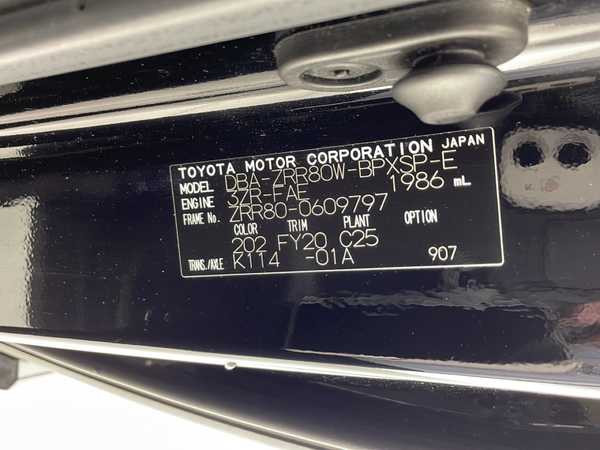 TOYOTA MOTOR CORPORATION JAPAN
MODEL DBA-ZRR80W-BPXSP-E
ENGINE 3ZR-FAE 1986 mL
FRAME No. ZRR80-0609797
COLOR TRIM PLANT OPTION
202 FY20 C25
TRANS./AXLE K114 -01A 907